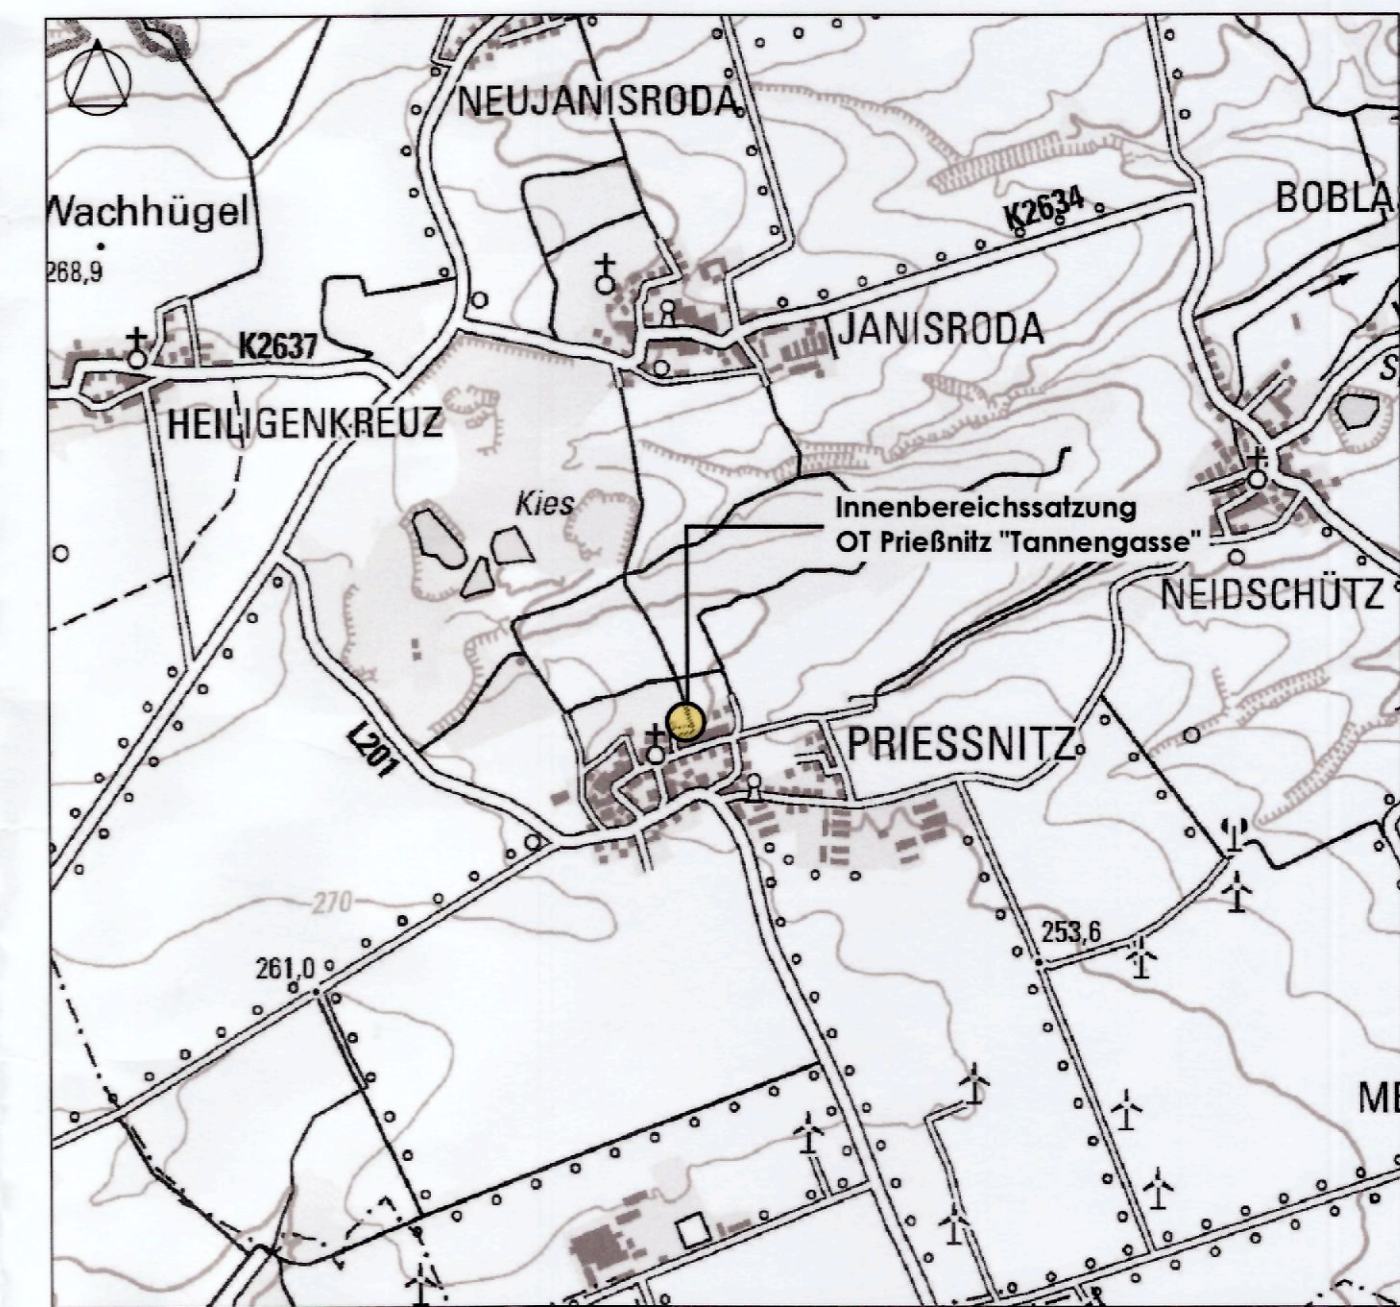 NEUJANISRODA
Wachhügel
268,9
K2634
BOBLA
K2637
JANISRODA
HEILIGENKREUZ
S
Kies
Innenbereichssatzung
OT Prießnitz "Tannengasse"
NEIDSCHÜTZ
L201
PRIESSNITZ
270
253,6
261,0
ME